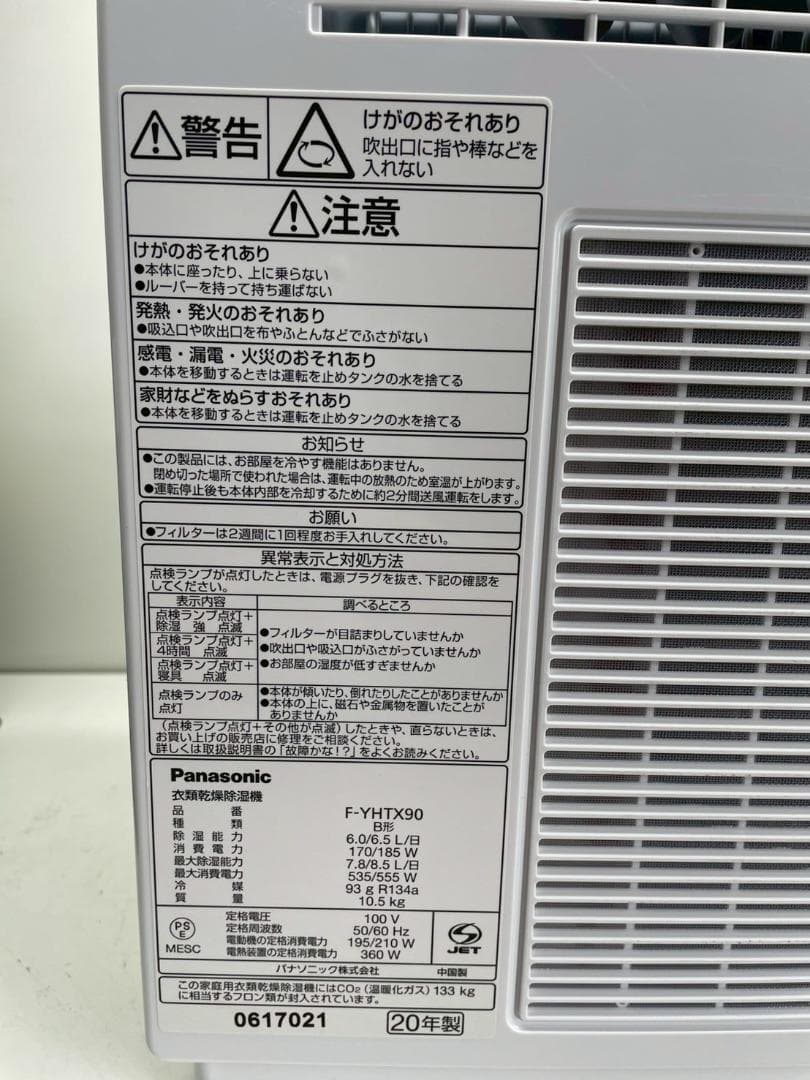 警告
けがのおそれあり
吹出口に指や棒などを
入れない
注意
けがのおそれあり
●本体に座ったり、上に乗らない
●ルーバーを持って持ち運ばない
発熱・発火のおそれあり
●吸込口や吹出口を布やふとんなどでふさがない
感電・漏電・火災のおそれあり
●本体を移動するときは運転を止めタンクの水を捨てる
家財などをぬらすおそれあり
●本体を移動するときは運転を止めタンクの水を捨てる
お知らせ
●この製品には、お部屋を冷やす機能はありません。
閉め切った場所で使われた場合は、運転中の放熱のため室温が上がります。
●運転停止後も本体内部を冷却するために約2分間送風運転をします。
お願い
●フィルターは2週間に1回程度お手入れしてください。
異常表示と対処方法
点検ランプが点灯したときは、電源プラグを抜き、下記の確認を
してください。
表示内容 調べるところ
点検ランプ点灯+
除湿 強 点滅
点検ランプ点灯+
4時間 点滅
点検ランプ点灯+
寝具 点滅
●フィルターが目詰まりしていませんか
●吹出口や吸込口がふさがっていませんか
●お部屋の湿度が低すぎませんか
点検ランプのみ
点灯
●本体が傾いたり、倒れたりしたことがありませんか
●本体の上に、磁石や金属物を置いたことが
ありませんか
(点検ランプ点灯+その他が点滅)したときや、直らないときは、
お買い上げの販売店に修理をご相談ください。
詳しくは取扱説明書の「故障かな!?」をよくお読みください。
Panasonic
衣類乾燥除湿機
品番 F-YHTX90
種類 B形
除湿能力 6.0/6.5 L/日
消費電力 170/185 W
最大除湿能力 7.8/8.5 L/日
最大消費電力 535/555 W
冷媒 93 g R134a
質量 10.5 kg
PS
E
MESC
定格電圧 100 V
定格周波数 50/60 Hz
電動機の定格消費電力 195/210 W
電熱装置の定格消費電力 360 W
S
JET
パナソニック株式会社 中国製
この家庭用衣類乾燥除湿機にはCO2(温暖化ガス)133 kg
に相当するフロン類が封入されています。
0617021 20年製